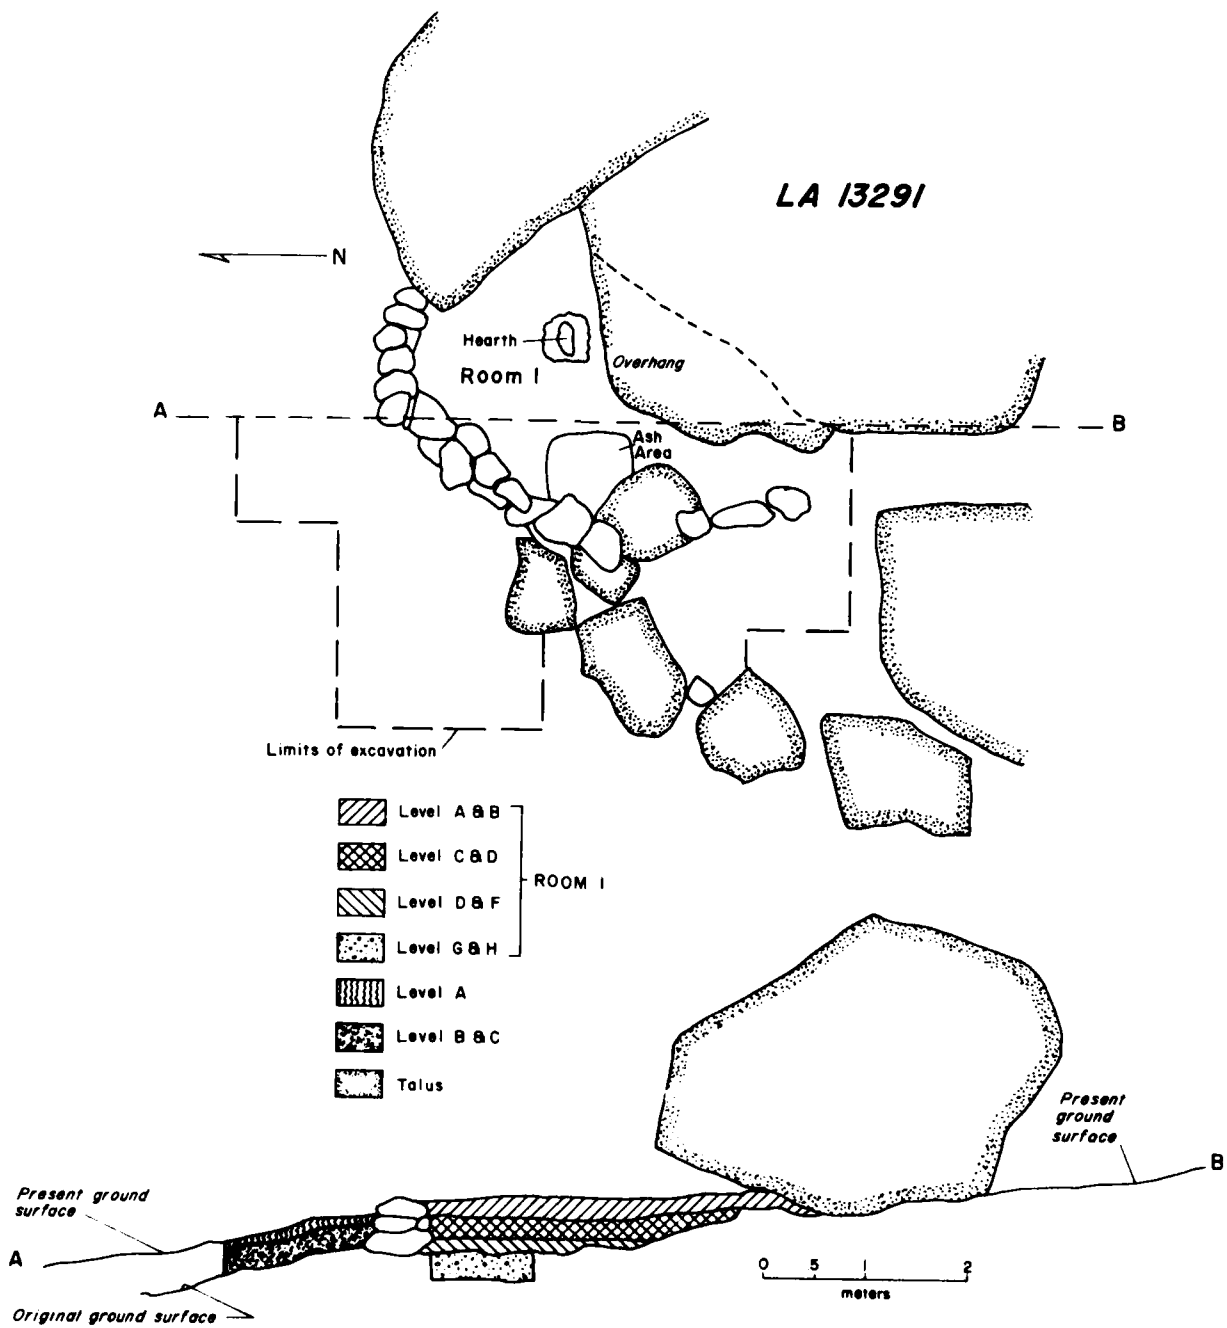 LA 13291
N
Hearth
Room 1
Overhang
A
B
Ash
Area
Limits of excavation
Level A & B
Level C & D
Level D & F
Level G & H
ROOM 1
Level A
Level B & C
Talus
Present
ground
surface
B
Present ground
surface
A
Original ground surface
0 5 1 2
meters